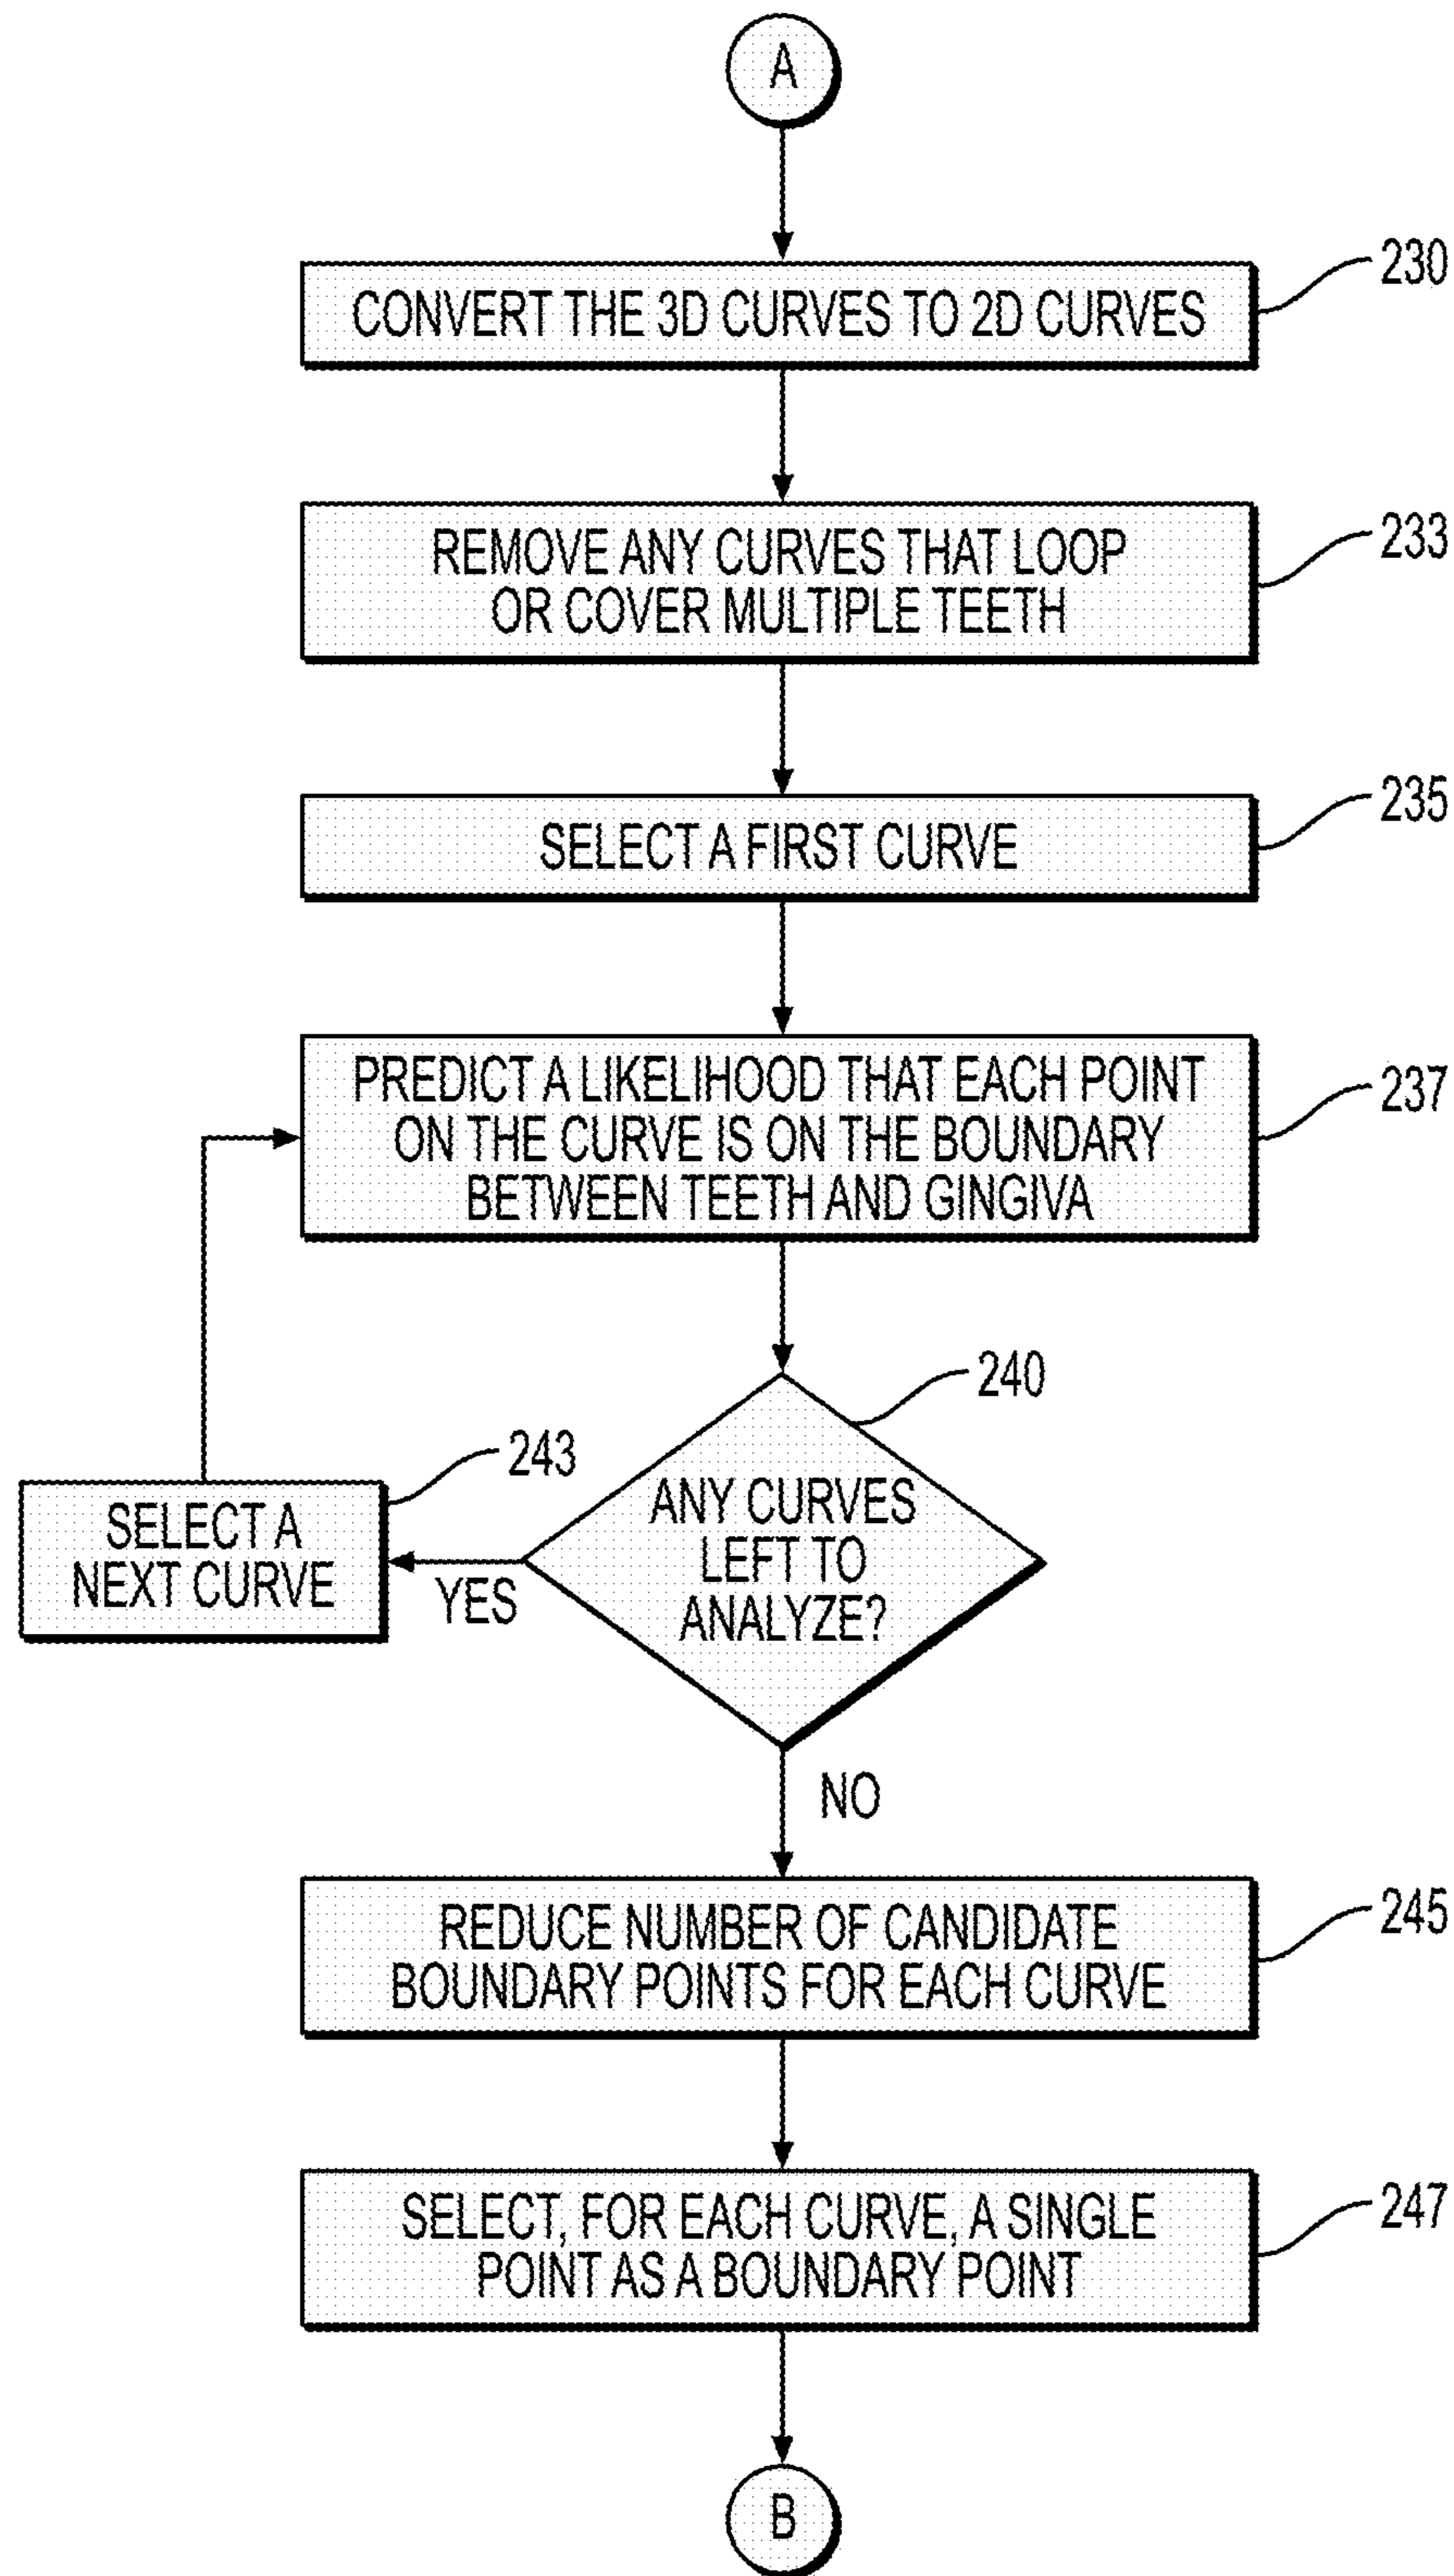 A
CONVERT THE 3D CURVES TO 2D CURVES
230
REMOVE ANY CURVES THAT LOOP
OR COVER MULTIPLE TEETH
233
SELECT A FIRST CURVE
235
PREDICT A LIKELIHOOD THAT EACH POINT
ON THE CURVE IS ON THE BOUNDARY
BETWEEN TEETH AND GINGIVA
237
ANY CURVES
LEFT TO
ANALYZE?
240
YES
SELECT A
NEXT CURVE
243
NO
REDUCE NUMBER OF CANDIDATE
BOUNDARY POINTS FOR EACH CURVE
245
SELECT, FOR EACH CURVE, A SINGLE
POINT AS A BOUNDARY POINT
247
B